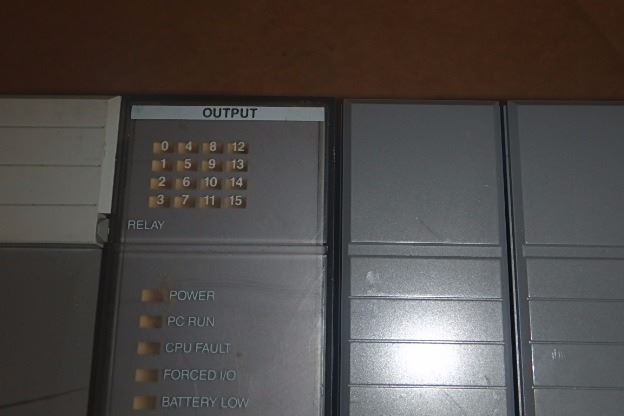 OUTPUT
0 4 8 12
1 5 9 13
2 6 10 14
3 7 11 15
RELAY
POWER
PC RUN
CPU FAULT
FORCED I/O
BATTERY LOW